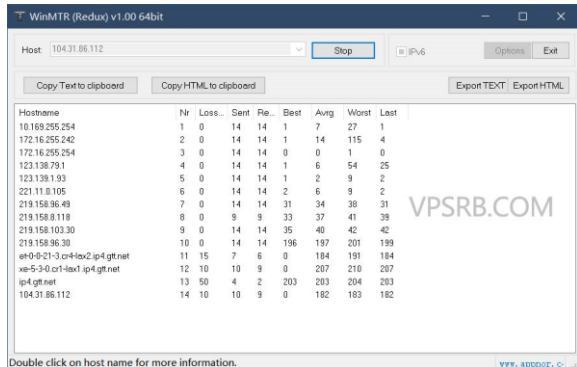 WinMTR (Redux) v1.00 64bit
Host: 104.31.86.112 Stop IPv6 Options Exit
Copy Text to clipboard Copy HTML to clipboard Export TEXT Export HTML
Hostname Nr Loss... Sent Re... Best Avrg Worst Last
10.169.255.254 1 0 14 14 1 7 27 1
172.16.255.242 2 0 14 14 1 14 115 4
172.16.255.254 3 0 14 14 0 0 1 0
123.138.79.1 4 0 14 14 1 6 54 25
123.139.1.93 5 0 14 14 1 2 9 2
221.11.0.105 6 0 14 14 2 6 9 2
219.158.96.49 7 0 14 14 31 34 38 31
219.158.8.118 8 0 9 9 33 37 41 39
219.158.103.30 9 0 14 14 35 40 42 42
219.158.96.30 10 0 14 14 196 197 201 199
et-0-0-21-3.cr4-lax2.ip4.gtt.net 11 15 7 6 0 184 191 184
xe-5-3-0.cr1-lax1.ip4.gtt.net 12 10 10 9 0 207 210 207
ip4.gtt.net 13 50 4 2 203 203 204 203
104.31.86.112 14 10 10 9 0 182 183 182
VPSRB.COM
Double click on host name for more information. www.appnor.c